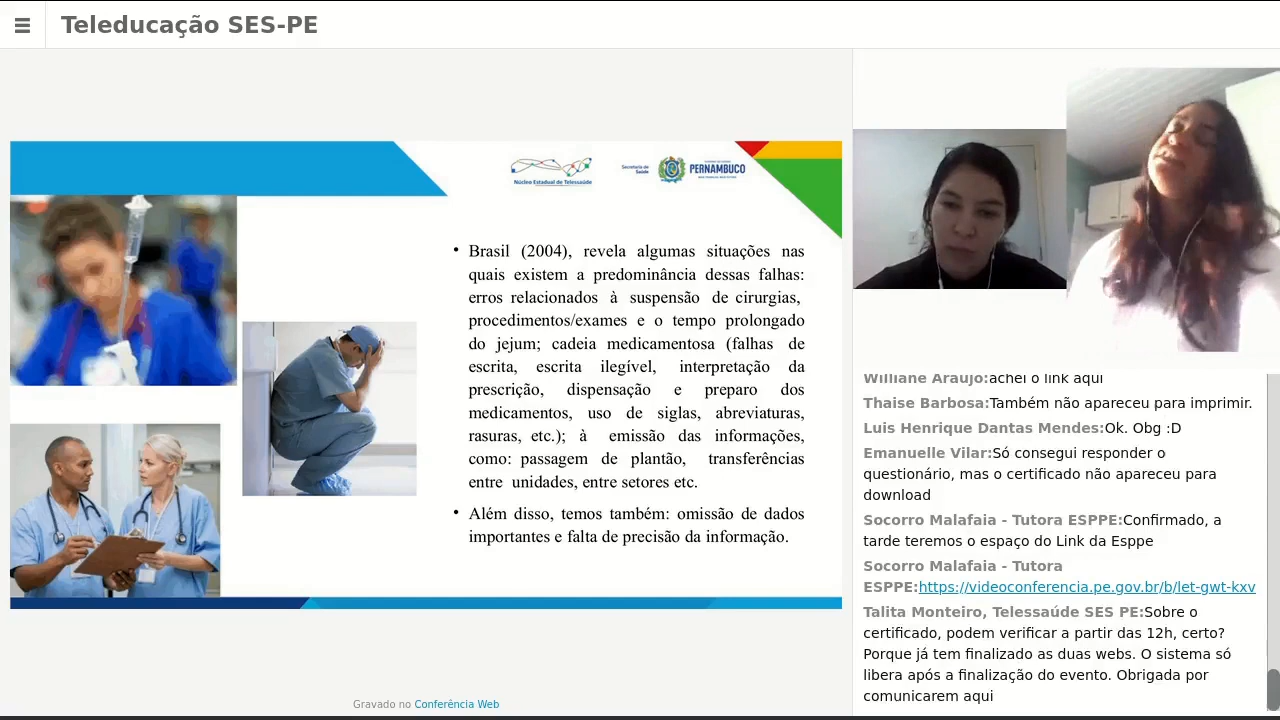 Teleducação SES-PE
Núcleo Estadual de Telessaúde
Secretaria de
Saúde
PERNAMBUCO
• Brasil (2004), revela algumas situações nas
quais existem a predominância dessas falhas:
erros relacionados à suspensão de cirurgias,
procedimentos/exames e o tempo prolongado
do jejum; cadeia medicamentosa (falhas de
escrita, escrita ilegível, interpretação da
prescrição, dispensação e preparo dos
medicamentos, uso de siglas, abreviaturas,
rasuras, etc.); à emissão das informações,
como: passagem de plantão, transferências
entre unidades, entre setores etc.
• Além disso, temos também: omissão de dados
importantes e falta de precisão da informação.
Gravado no Conferência Web
Williane Araujo:achei o link aqui
Thaise Barbosa:Também não apareceu para imprimir.
Luis Henrique Dantas Mendes:Ok. Obg :D
Emanuelle Vilar:Só consegui responder o
questionário, mas o certificado não apareceu para
download
Socorro Malafaia - Tutora ESPPE:Confirmado, a
tarde teremos o espaço do Link da Esppe
Socorro Malafaia - Tutora
ESPPE:https://videoconferencia.pe.gov.br/b/let-gwt-kxv
Talita Monteiro, Telessaúde SES PE:Sobre o
certificado, podem verificar a partir das 12h, certo?
Porque já tem finalizado as duas webs. O sistema só
libera após a finalização do evento. Obrigada por
comunicarem aqui